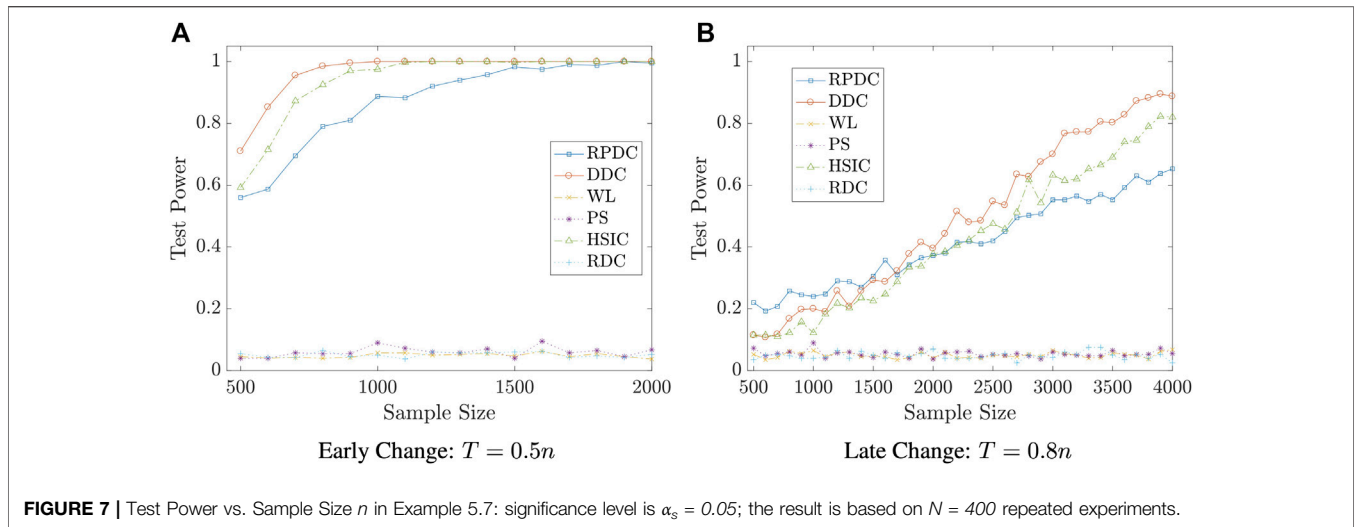 A
1
0.8
0.6
0.4
0.2
0
Test Power
RPDC
DDC
WL
PS
HSIC
RDC
500
1000
1500
2000
Sample Size
Early Change: T = 0.5n
B
1
0.8
0.6
0.4
0.2
0
Test Power
RPDC
DDC
WL
PS
HSIC
RDC
500
1000
1500
2000
2500
3000
3500
4000
Sample Size
Late Change: T = 0.8n
FIGURE 7 | Test Power vs. Sample Size n in Example 5.7: significance level is αs = 0.05; the result is based on N = 400 repeated experiments.